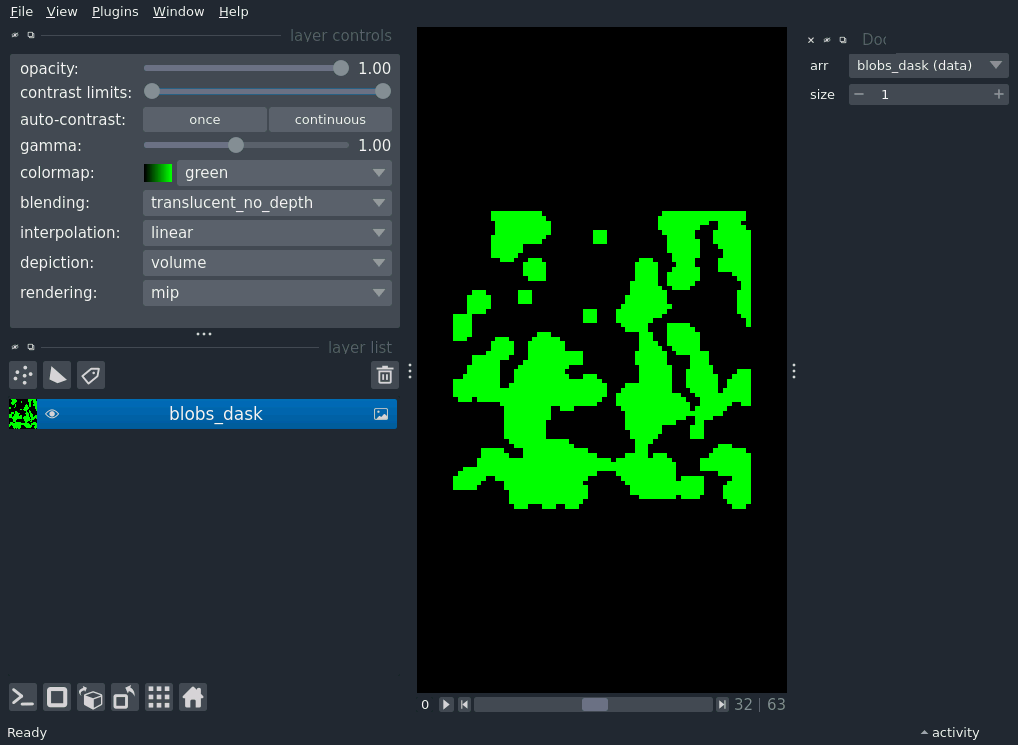 File View Plugins Window Help
layer controls
opacity: 1.00
contrast limits:
auto-contrast: once continuous
gamma: 1.00
colormap: green
blending: translucent_no_depth
interpolation: linear
depiction: volume
rendering: mip
layer list
blobs_dask
0 32 | 63
Ready
activity
arr blobs_dask (data)
size 1